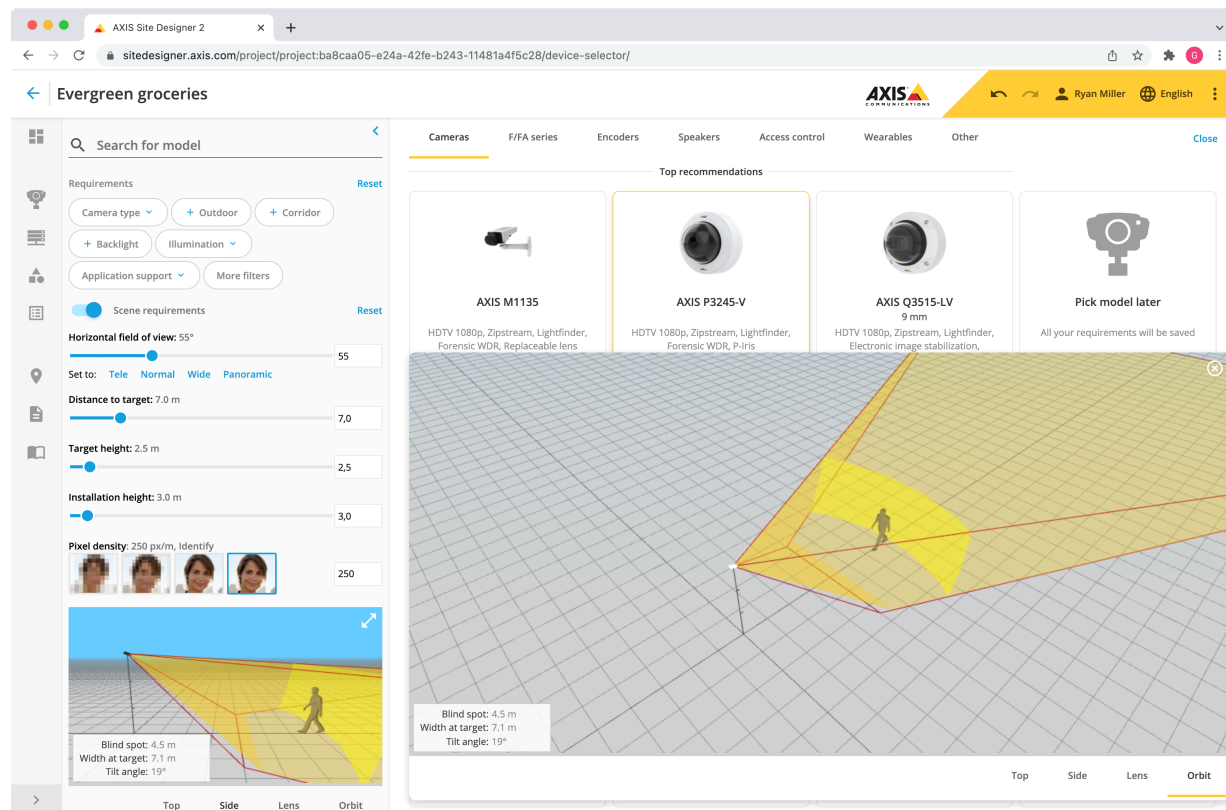 AXIS Site Designer 2
sitedesigner.axis.com/project/project:ba8caa05-e24a-42fe-b243-11481a4f5c28/device-selector/
G
Evergreen groceries
AXIS
COMMUNICATIONS
Ryan Miller
English
Search for model
Requirements
Reset
Camera type
+ Outdoor
+ Corridor
+ Backlight
Illumination
Application support
More filters
Scene requirements
Reset
Horizontal field of view: 55°
55
Set to: Tele Normal Wide Panoramic
Distance to target: 7.0 m
7,0
Target height: 2.5 m
2,5
Installation height: 3.0 m
3,0
Pixel density: 250 px/m, Identify
250
Blind spot: 4.5 m
Width at target: 7.1 m
Tilt angle: 19°
Top Side Lens Orbit
Cameras F/FA series Encoders Speakers Access control Wearables Other
Close
Top recommendations
AXIS M1135
HDTV 1080p, Zipstream, Lightfinder,
Forensic WDR, Replaceable lens
AXIS P3245-V
HDTV 1080p, Zipstream, Lightfinder,
Forensic WDR, P-Iris
AXIS Q3515-LV
9 mm
HDTV 1080p, Zipstream, Lightfinder,
Electronic image stabilization,
Pick model later
All your requirements will be saved
Blind spot: 4.5 m
Width at target: 7.1 m
Tilt angle: 19°
Top Side Lens Orbit